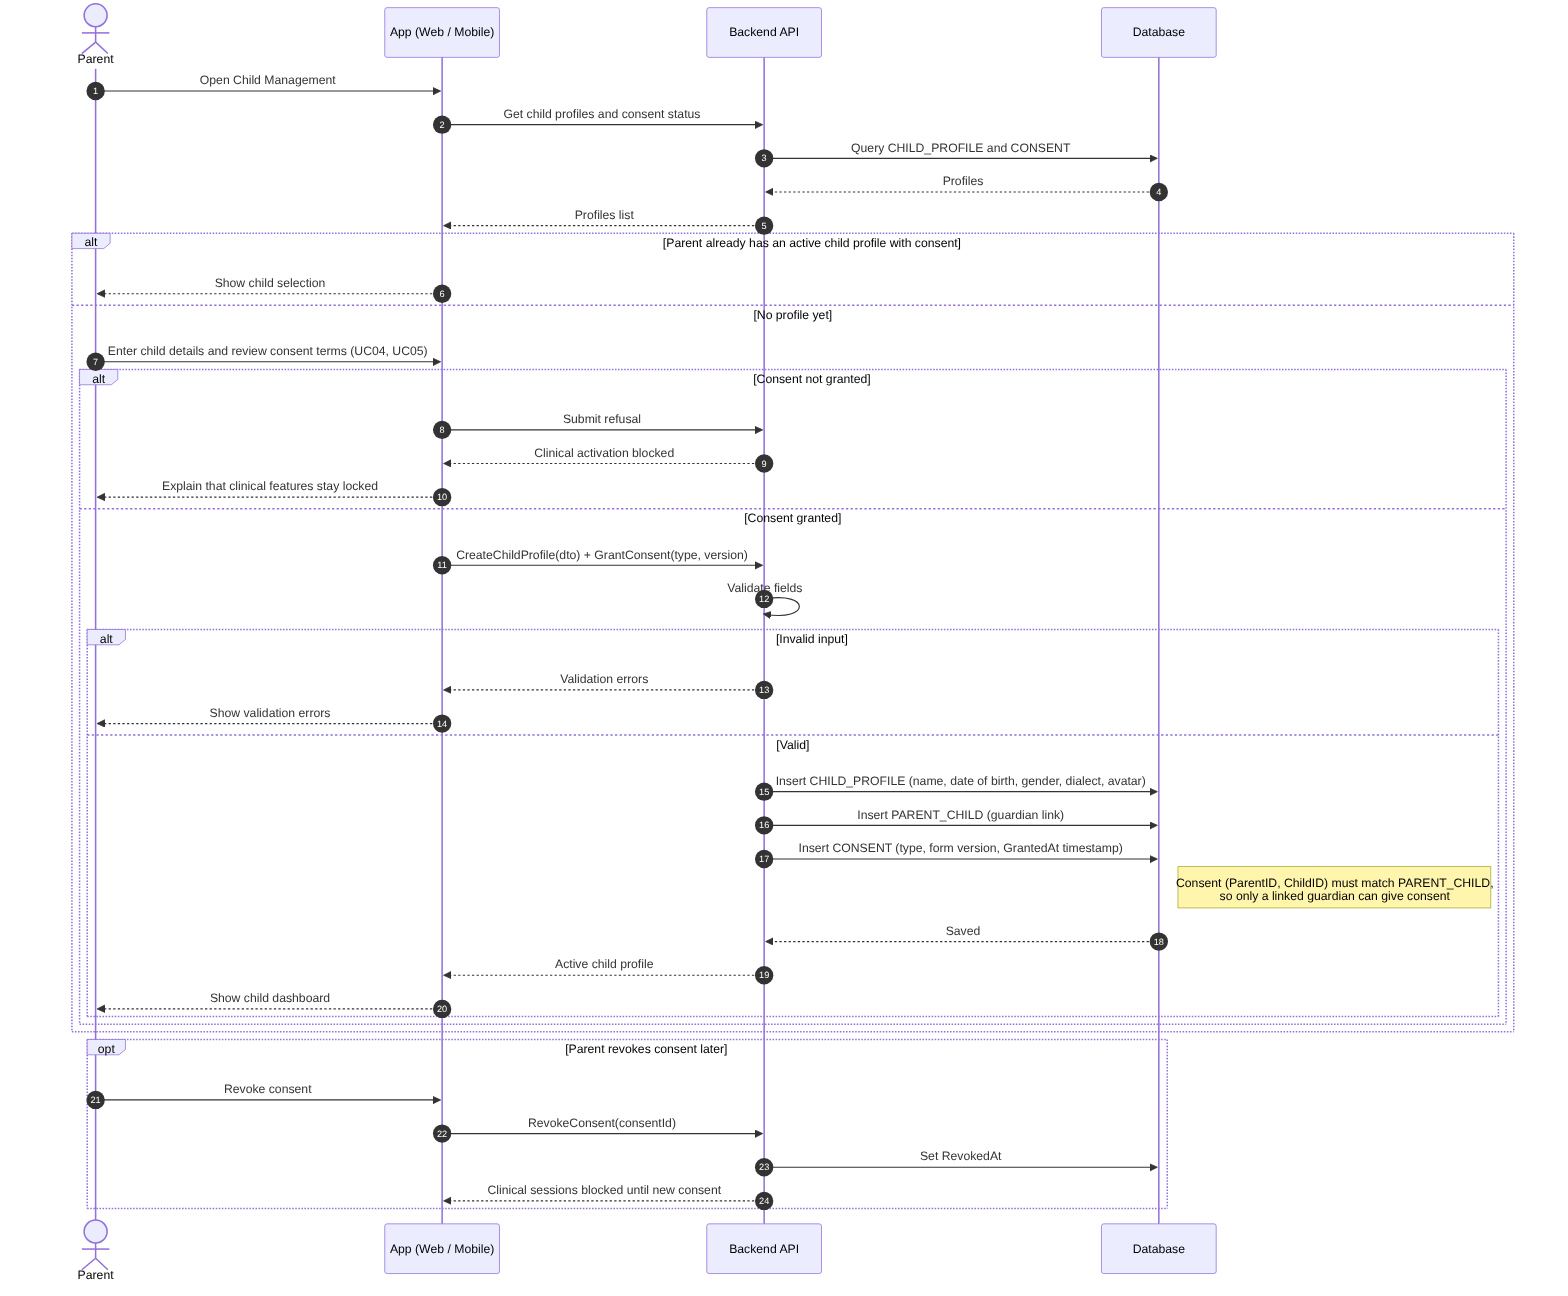 Parent
App (Web / Mobile)
Backend API
Database
1
Open Child Management
2
Get child profiles and consent status
3
Query CHILD_PROFILE and CONSENT
Profiles
4
Profiles list
5
alt
[Parent already has an active child profile with consent]
Show child selection
6
[No profile yet]
7
Enter child details and review consent terms (UC04, UC05)
alt
[Consent not granted]
8
Submit refusal
Clinical activation blocked
9
Explain that clinical features stay locked
10
[Consent granted]
11
CreateChildProfile(dto) + GrantConsent(type, version)
Validate fields
12
alt
[Invalid input]
Validation errors
13
Show validation errors
14
[Valid]
15
Insert CHILD_PROFILE (name, date of birth, gender, dialect, avatar)
16
Insert PARENT_CHILD (guardian link)
17
Insert CONSENT (type, form version, GrantedAt timestamp)
Consent (ParentID, ChildID) must match PARENT_CHILD,
so only a linked guardian can give consent
Saved
18
Active child profile
19
Show child dashboard
20
opt
[Parent revokes consent later]
21
Revoke consent
22
RevokeConsent(consentId)
23
Set RevokedAt
Clinical sessions blocked until new consent
24
Parent
App (Web / Mobile)
Backend API
Database